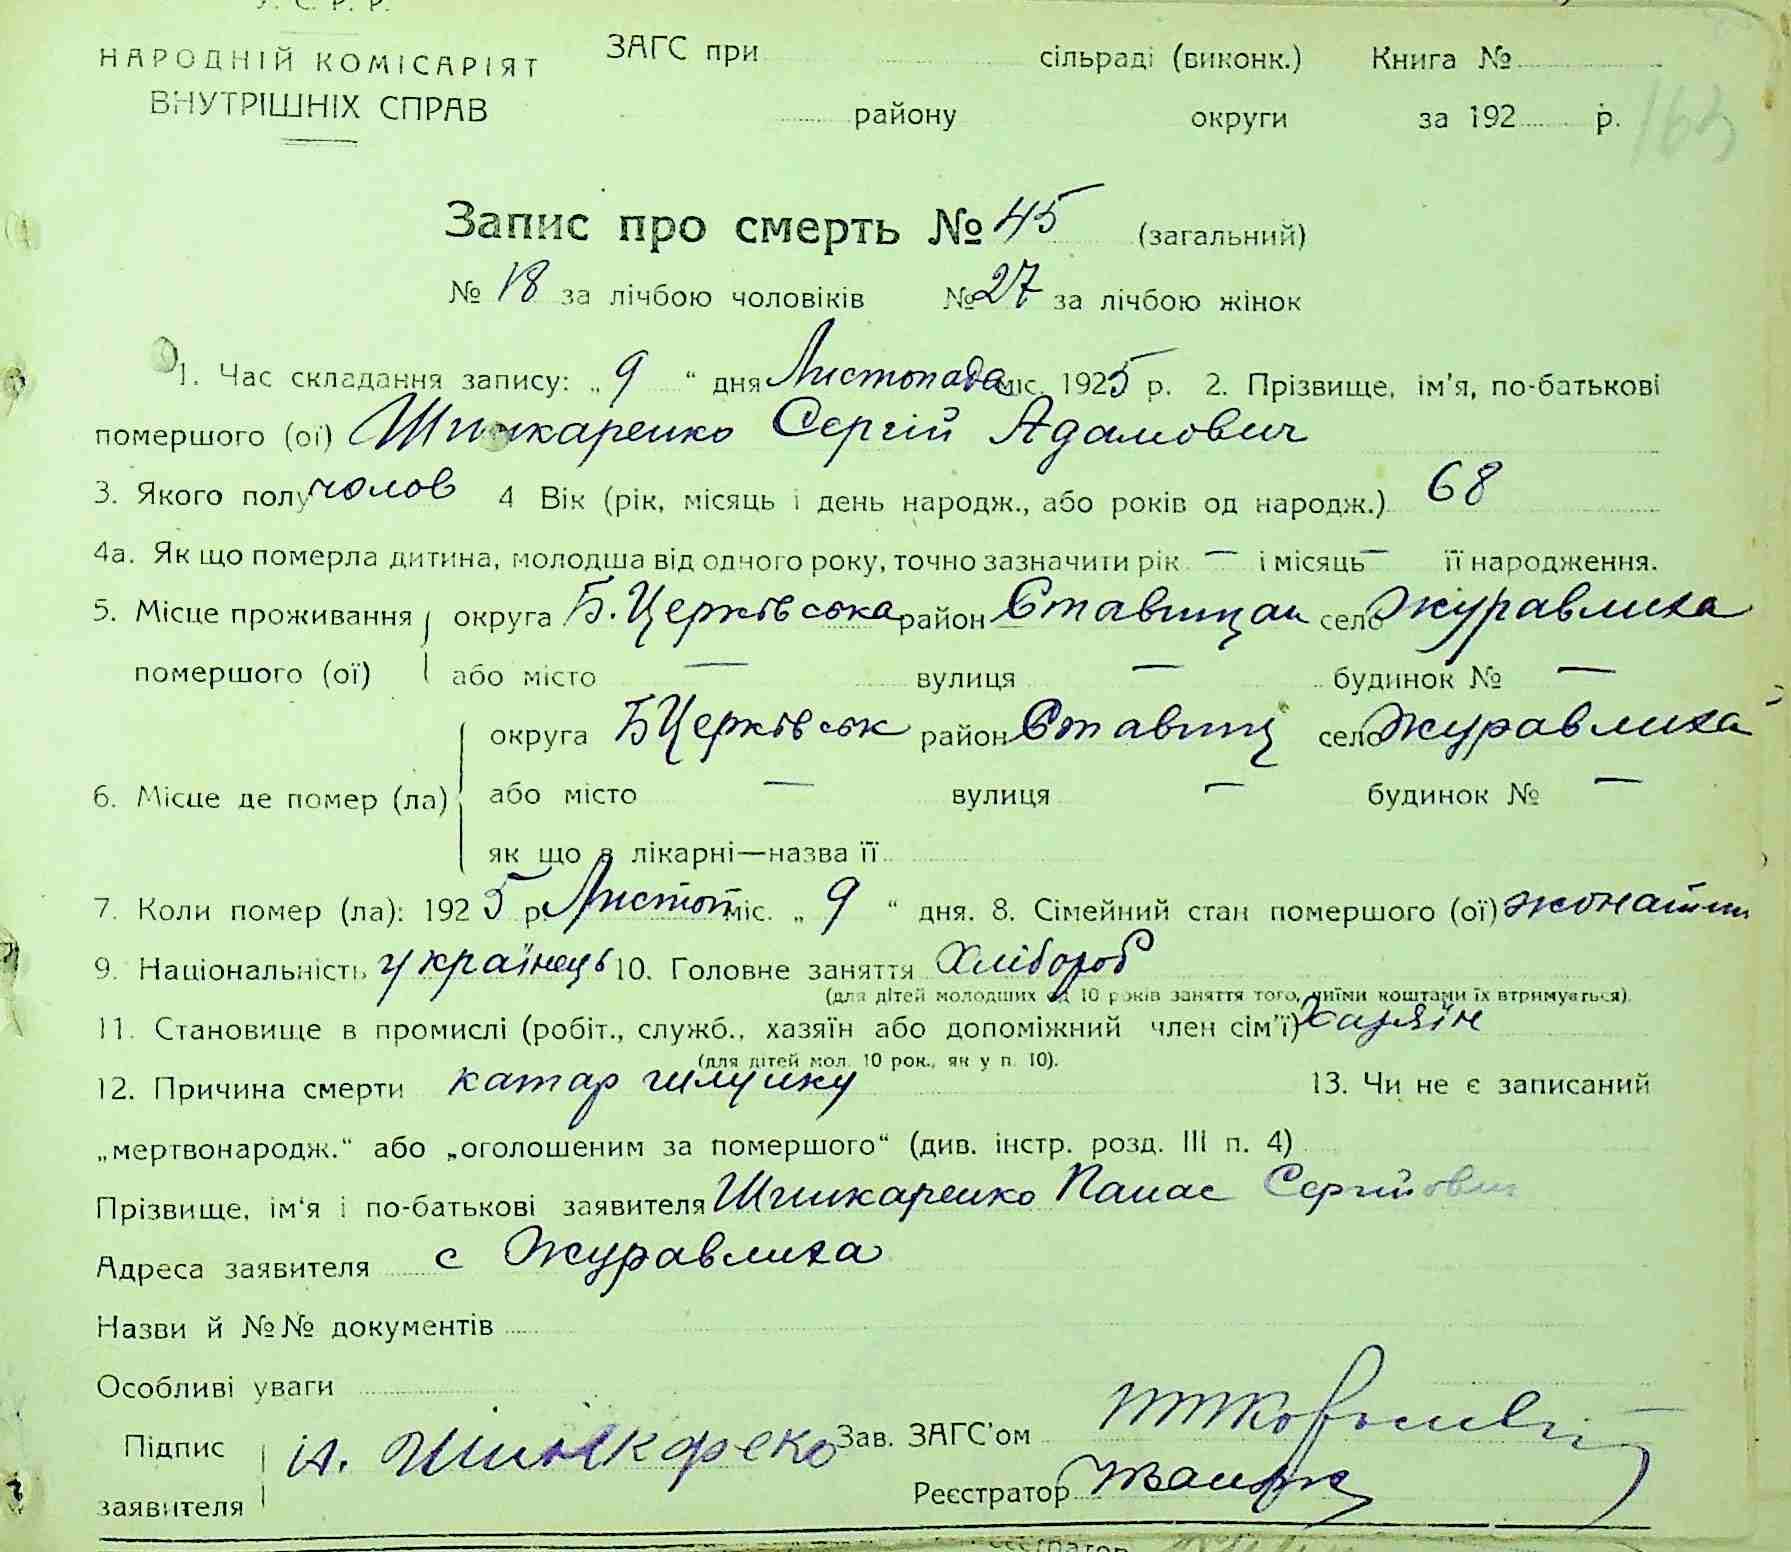 У. С. Р. Р.
НАРОДНІЙ КОМІСАРІЯТ ЗАГС при сільраді (виконк.) Книга №
ВНУТРІШНІХ СПРАВ району округи за 192 р.
163
Запис про смерть № 45 (загальний)
№ 18 за лічбою чоловіків № 27 за лічбою жінок
1. Час складання запису: „ 9 “ дня Листопада міс. 1925 р. 2. Прізвище, ім'я, по-батькові
помершого (ої) Шишкаренко Сергій Адамович
3. Якого полу чолов 4 Вік (рік, місяць і день народж., або років од народж.) 68
4а. Як що померла дитина, молодша від одного року, точно зазначити рік — і місяць — її народження.
5. Місце проживання округа Б. Церківська район Ставищан село Журавлиха
помершого (ої) або місто — вулиця — будинок № —
округа БЦерківськ район Ставищ село Журавлиха
6. Місце де помер (ла) або місто — вулиця — будинок № —
як що в лікарні—назва її
7. Коли помер (ла): 1925 р. Листоп міс. „ 9 “ дня. 8. Сімейний стан помершого (ої) жонатий
9. Національність українець 10. Головне заняття Хлібороб
(для дітей молодших од 10 років заняття того, чиїми коштами їх втримується).
11. Становище в промислі (робіт., служб., хазяїн або допоміжний член сім'ї) Хазяїн
(для дітей мол. 10 рок., як у п. 10).
12. Причина смерти катар шлунку 13. Чи не є записаний
„мертвонародж.“ або „оголошеним за помершого“ (див. інстр. розд. III п. 4)
Прізвище, ім'я і по-батькові заявителя Шишкаренко Панас Сергійович
Адреса заявителя с Журавлиха
Назви й №№ документів
Особливі уваги
Підпис Зав. ЗАГС'ом
заявителя Реєстратор